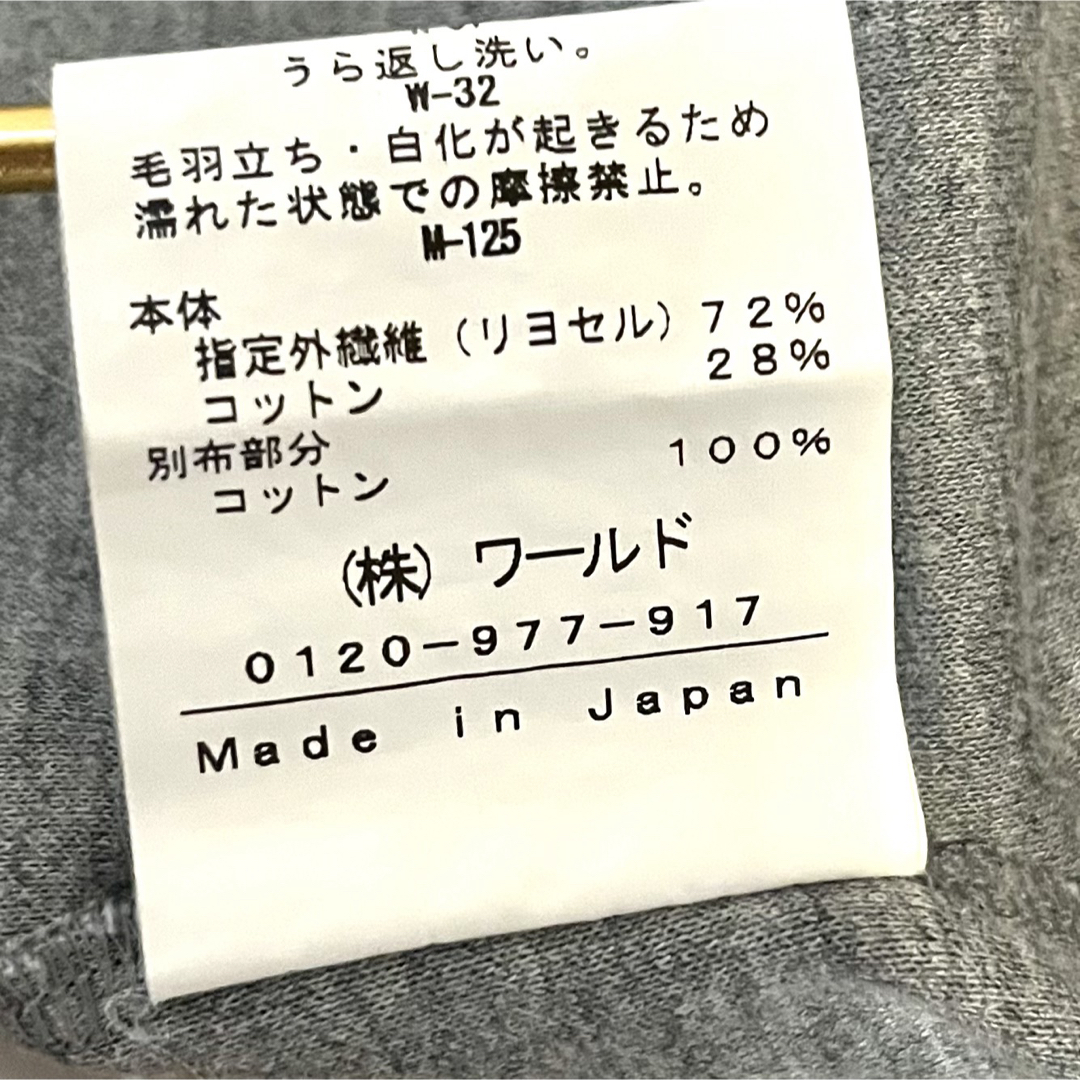 うら返し洗い。
W-32
毛羽立ち・白化が起きるため
濡れた状態での摩擦禁止。
M-125
本体
指定外繊維（リヨセル）72%
コットン 28%
別布部分
コットン 100%
(株) ワールド
0120-977-917
Made in Japan